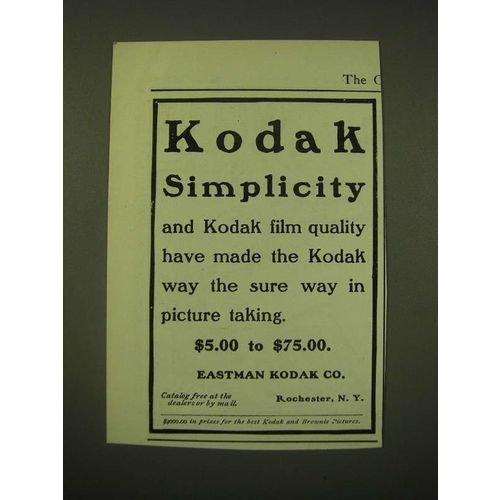 The
Kodak
Simplicity
and Kodak film quality
have made the Kodak
way the sure way in
picture taking.
$5.00 to $75.00.
EASTMAN KODAK CO.
Catalog free at the
dealers or by mail.
Rochester, N. Y.
in prizes for the best Kodak and Brownie Pictures.